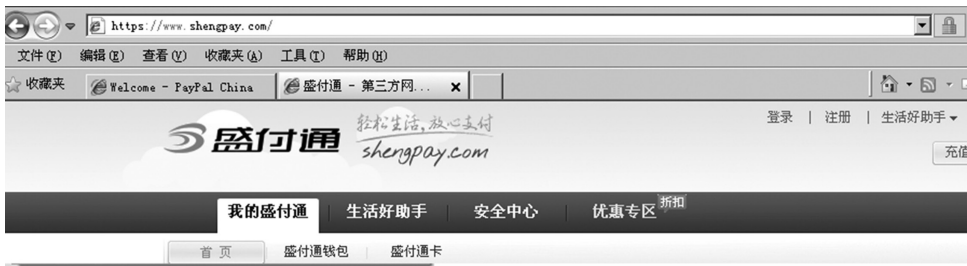 https://www.shengpay.com/
文件(F) 编辑(E) 查看(V) 收藏夹(A) 工具(T) 帮助(H)
收藏夹 Welcome - PayPal China 盛付通 - 第三方网...
轻松生活,放心支付
登录 | 注册 | 生活好助手
盛付通 shengpay.com
充值
我的盛付通 生活好助手 安全中心 优惠专区 折扣
首页 盛付通钱包 盛付通卡